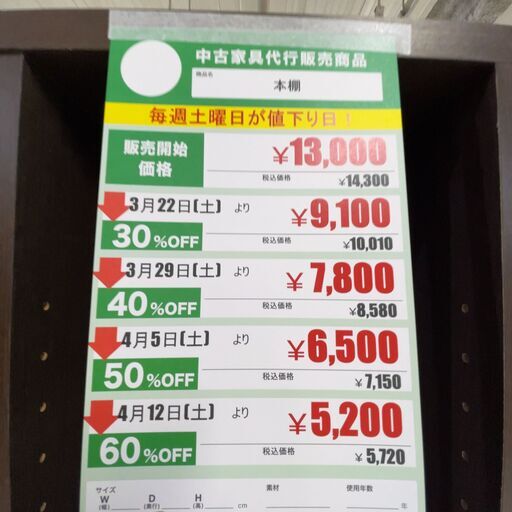 中古家具代行販売商品
商品名
本棚
毎週土曜日が値下り日！
販売開始価格
¥13,000
税込価格 ¥14,300
3月22日(土) より
30%OFF
¥9,100
税込価格 ¥10,010
3月29日(土) より
40%OFF
¥7,800
税込価格 ¥8,580
4月5日(土) より
50%OFF
¥6,500
税込価格 ¥7,150
4月12日(土) より
60%OFF
¥5,200
税込価格 ¥5,720
サイズ 素材 使用年数
W(幅) D(奥行) H(高) cm 年